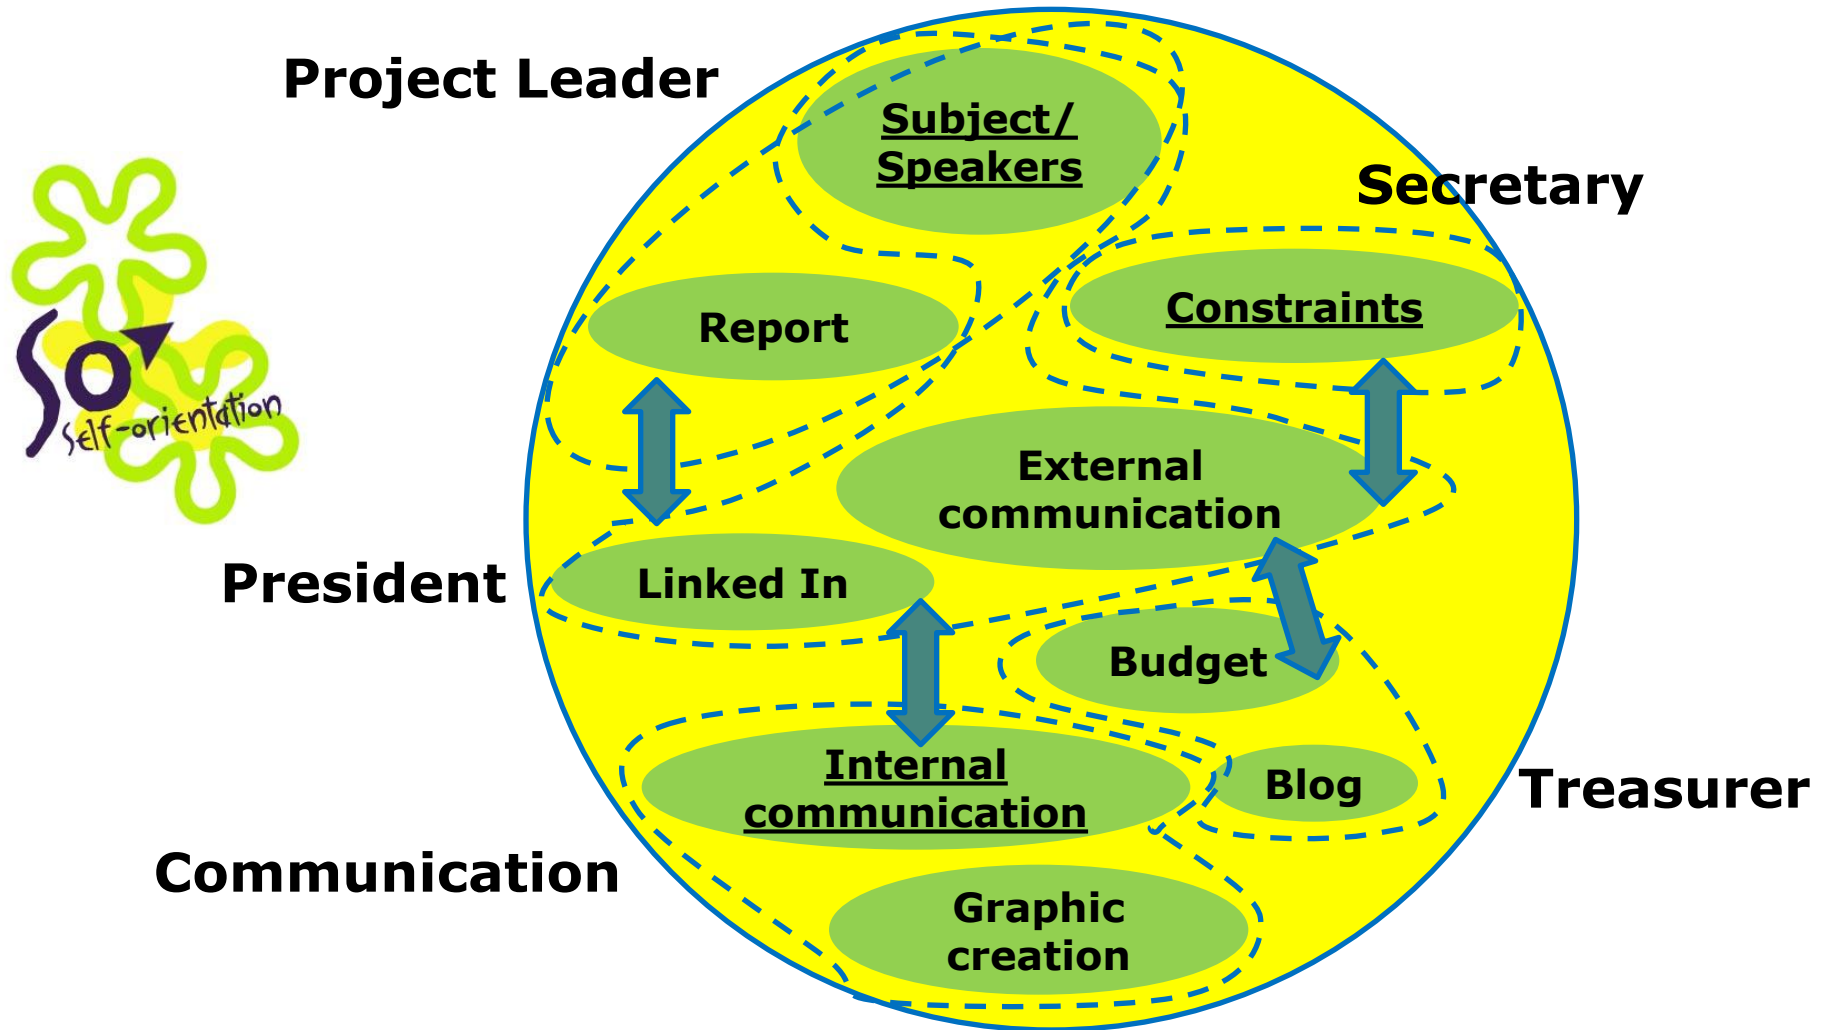 Project Leader
Subject/
Speakers
Secretary
Constraints
Report
So
Self-orientation
External
communication
President
Linked In
Budget
Internal
communication
Blog
Treasurer
Communication
Graphic
creation